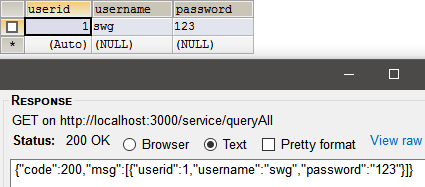 userid username password
1 swg 123
* (Auto) (NULL) (NULL)
RESPONSE
GET on http://localhost:3000/service/queryAll
Status: 200 OK Browser Text Pretty format View raw
{"code":200,"msg":[{"userid":1,"username":"swg","password":"123"}]}